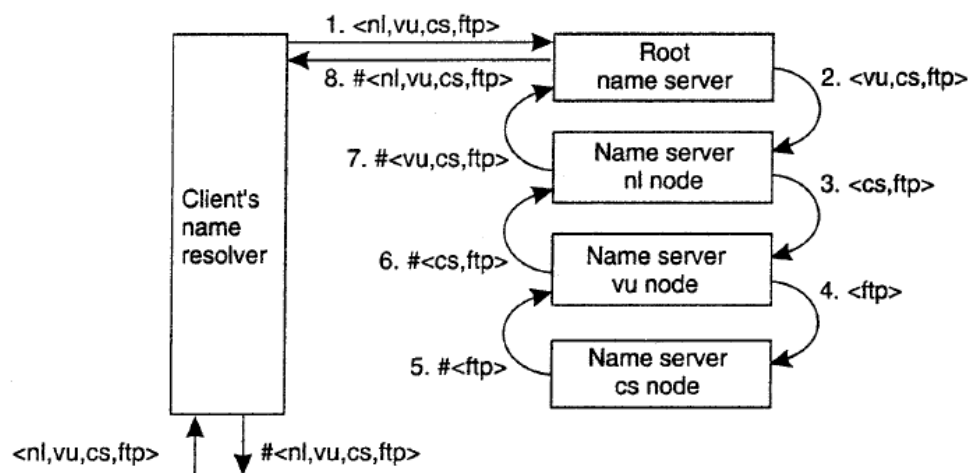 1. <nl,vu,cs,ftp>
8. #<nl,vu,cs,ftp>
Root
name server
2. <vu,cs,ftp>
7. #<vu,cs,ftp>
Name server
nl node
3. <cs,ftp>
Client's
name
resolver
6. #<cs,ftp>
Name server
vu node
4. <ftp>
5. #<ftp>
Name server
cs node
<nl,vu,cs,ftp>
#<nl,vu,cs,ftp>